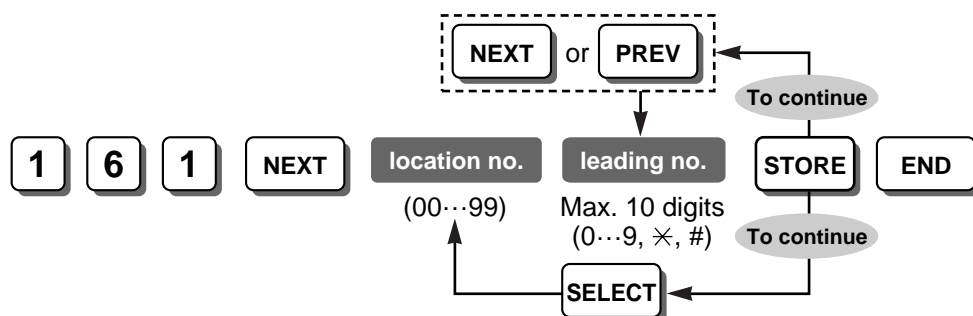 NEXT or PREV
To continue
1 6 1 NEXT location no. leading no. STORE END
(00···99) Max. 10 digits
(0···9, ✳, #) To continue
SELECT